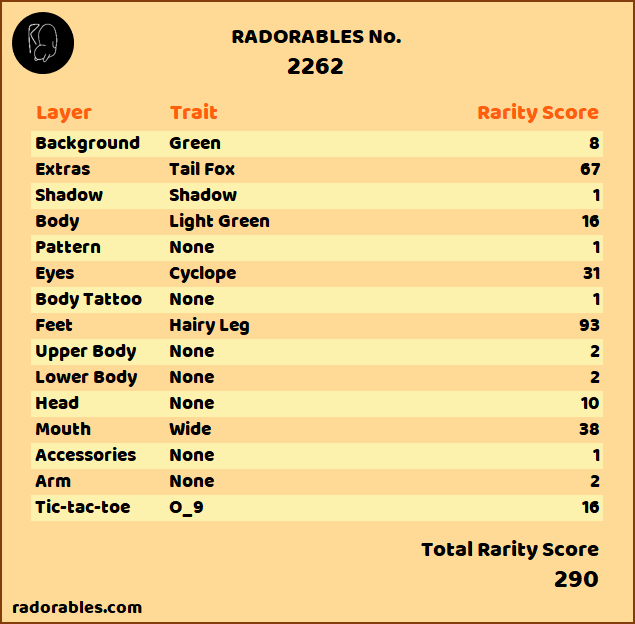 RADORABLES No.
2262
Layer Trait Rarity Score
Background Green 8
Extras Tail Fox 67
Shadow Shadow 1
Body Light Green 16
Pattern None 1
Eyes Cyclope 31
Body Tattoo None 1
Feet Hairy Leg 93
Upper Body None 2
Lower Body None 2
Head None 10
Mouth Wide 38
Accessories None 1
Arm None 2
Tic-tac-toe O_9 16
Total Rarity Score
290
radorables.com